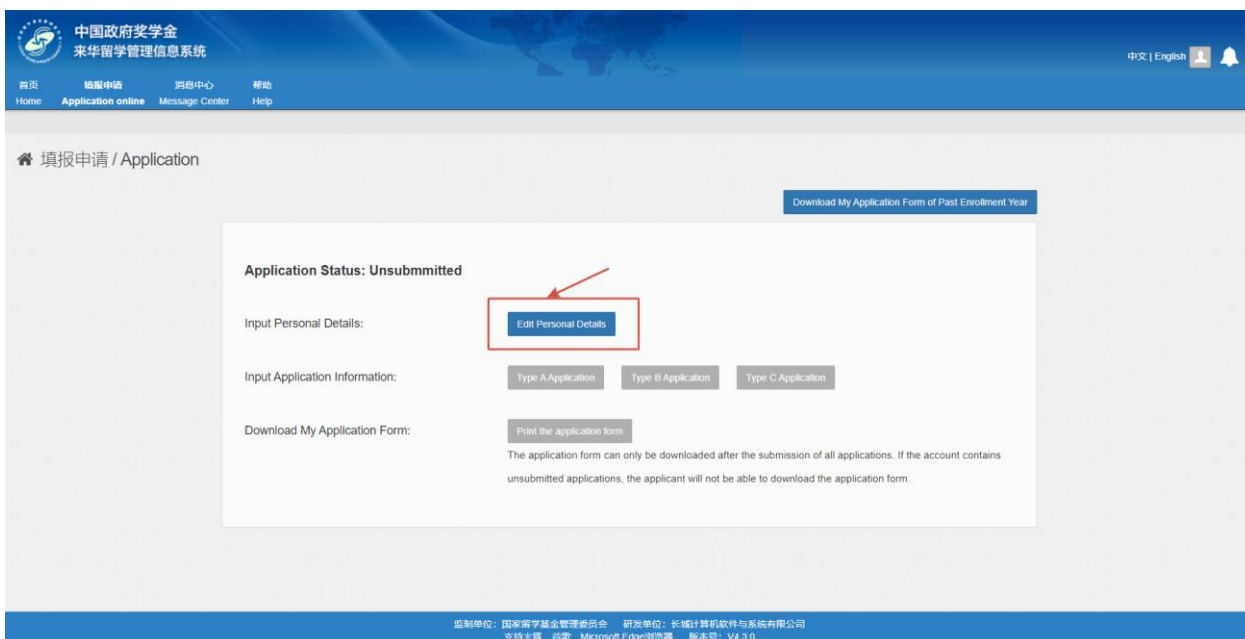 中国政府奖学金
来华留学管理信息系统
中文 | English
首页 填报申请 消息中心 帮助
Home Application online Message Center Help
填报申请 / Application
Download My Application Form of Past Enrollment Year
Application Status: Unsubmmitted
Input Personal Details: Edit Personal Details
Input Application Information: Type A Application Type B Application Type C Application
Download My Application Form: Print the application form
The application form can only be downloaded after the submission of all applications. If the account contains
unsubmitted applications, the applicant will not be able to download the application form.
监制单位：国家留学基金管理委员会 研发单位：长城计算机软件与系统有限公司
支持火狐、谷歌、Microsoft Edge浏览器 版本号：V4.3.0